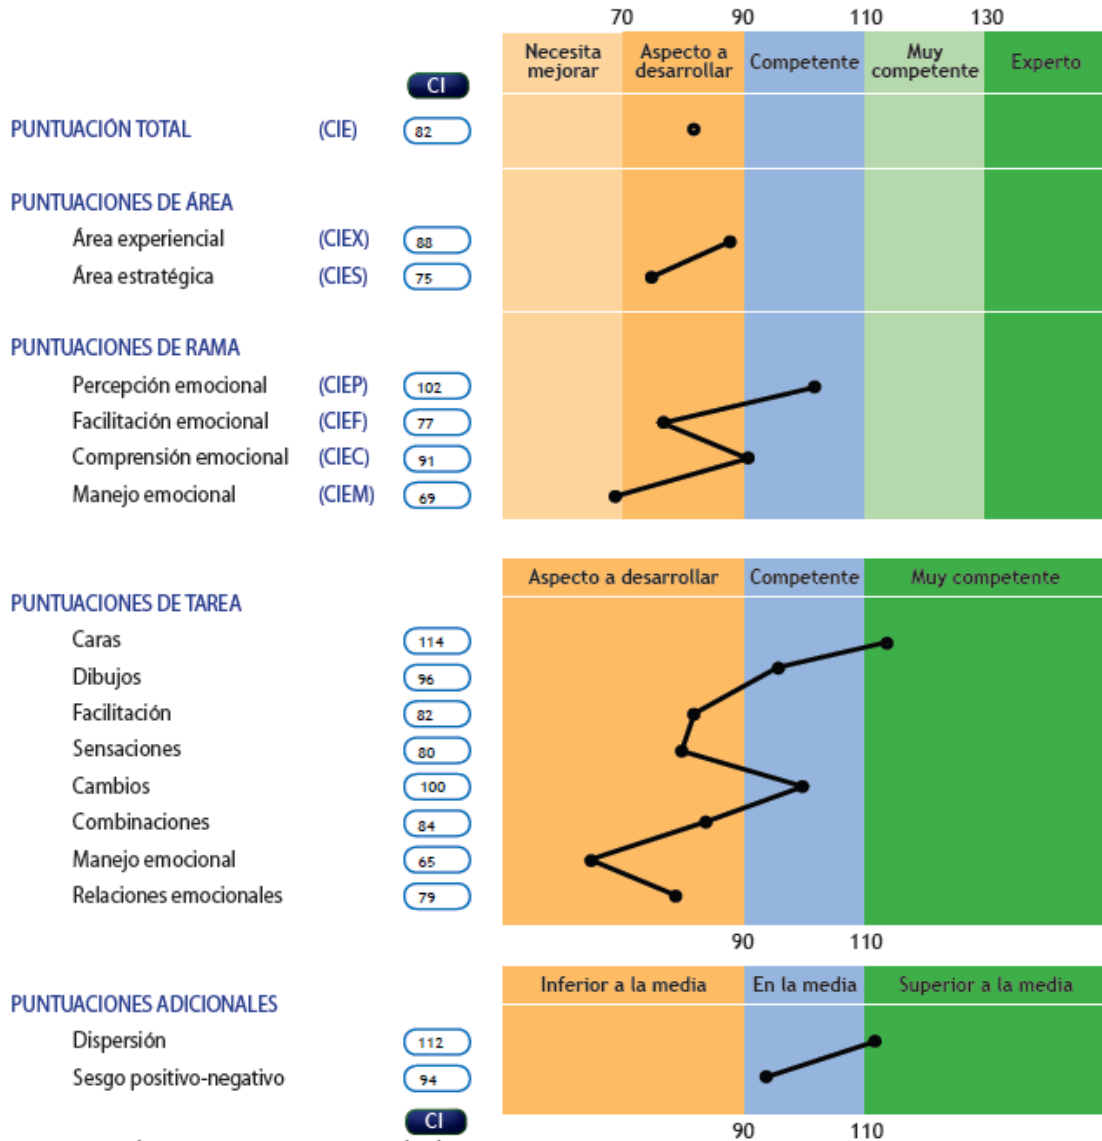 70 90 110 130
Necesita mejorar Aspecto a desarrollar Competente Muy competente Experto
CI
PUNTUACIÓN TOTAL (CIE) 82
PUNTUACIONES DE ÁREA
Área experiencial (CIEX) 88
Área estratégica (CIES) 75
PUNTUACIONES DE RAMA
Percepción emocional (CIEP) 102
Facilitación emocional (CIEF) 77
Comprensión emocional (CIEC) 91
Manejo emocional (CIEM) 69
Aspecto a desarrollar Competente Muy competente
PUNTUACIONES DE TAREA
Caras 114
Dibujos 96
Facilitación 82
Sensaciones 80
Cambios 100
Combinaciones 84
Manejo emocional 65
Relaciones emocionales 79
90 110
Inferior a la media En la media Superior a la media
PUNTUACIONES ADICIONALES
Dispersión 112
Sesgo positivo-negativo 94
CI
90 110